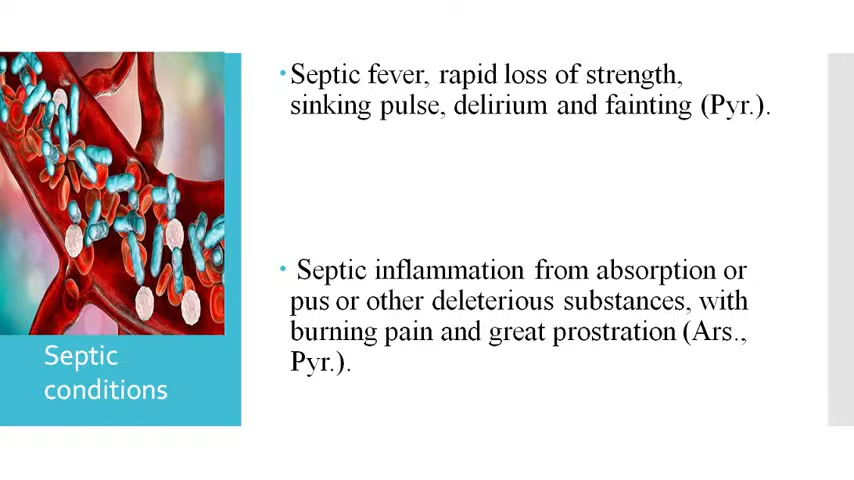 • Septic fever, rapid loss of strength,
sinking pulse, delirium and fainting (Pyr.).
• Septic inflammation from absorption or
pus or other deleterious substances, with
burning pain and great prostration (Ars.,
Pyr.).
Septic
conditions